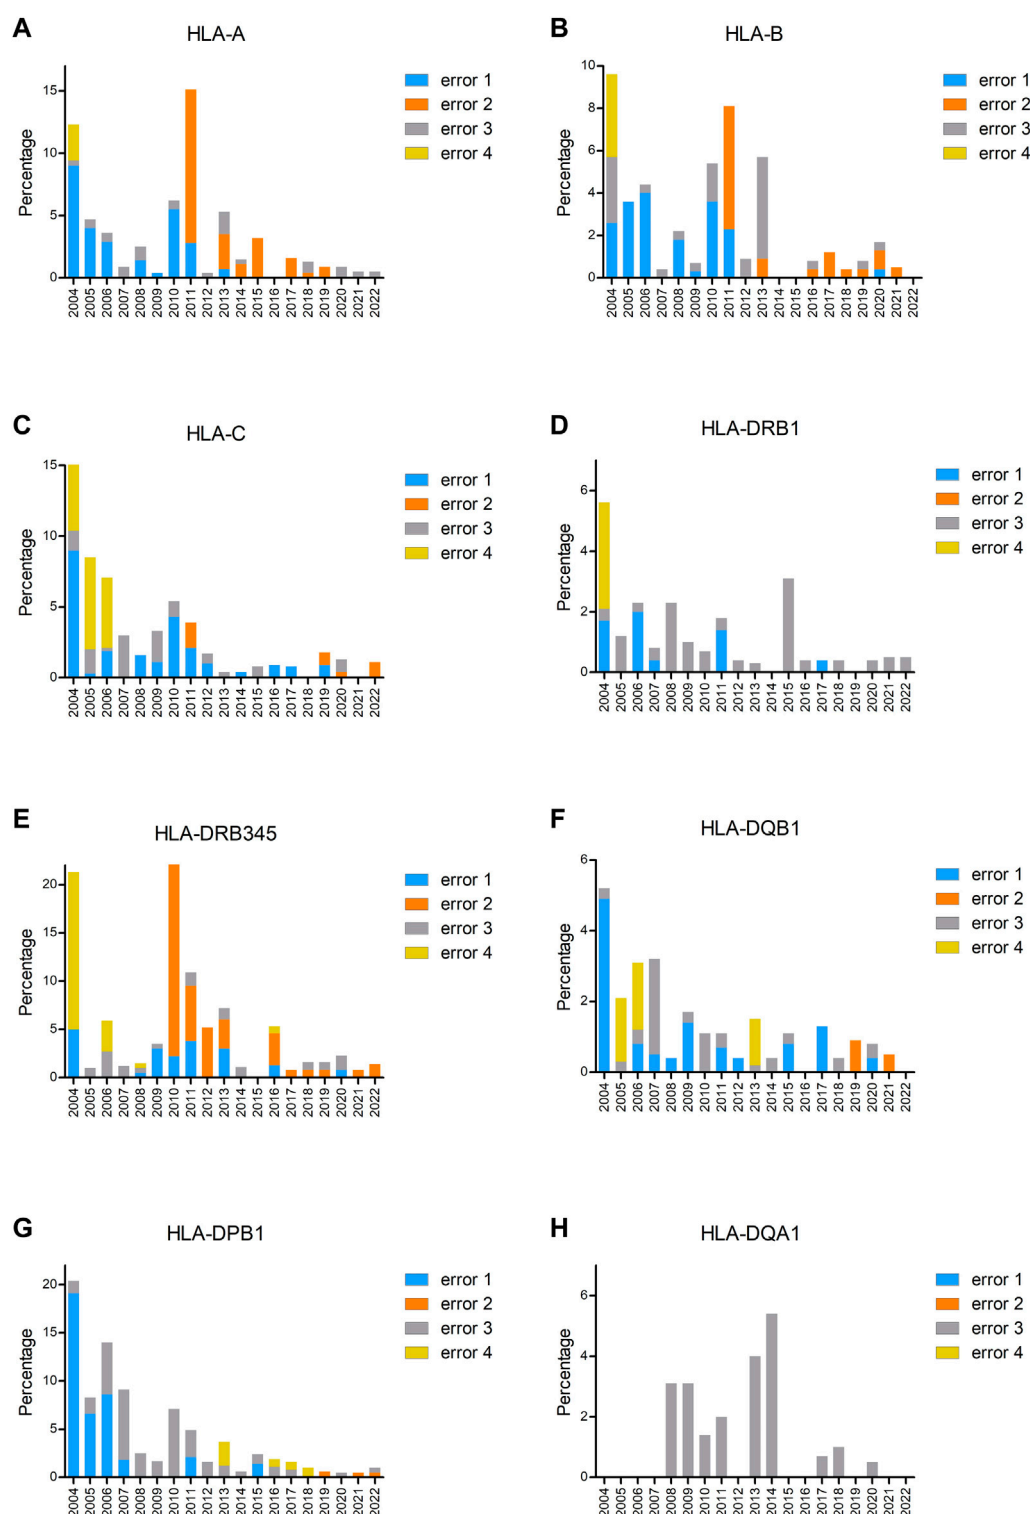 A
HLA-A
Percentage
15
10
5
0
2004 2005 2006 2007 2008 2009 2010 2011 2012 2013 2014 2015 2017 2018 2019 2020 2021 2022
error 1
error 2
error 3
error 4
B
HLA-B
Percentage
10
8
6
4
2
0
2004 2005 2006 2007 2008 2009 2010 2011 2012 2013 2014 2015 2016 2017 2018 2019 2020 2021 2022
error 1
error 2
error 3
error 4
C
HLA-C
Percentage
15
10
5
0
2004 2005 2006 2007 2008 2009 2010 2011 2012 2013 2014 2015 2016 2017 2018 2019 2020 2021 2022
error 1
error 2
error 3
error 4
D
HLA-DRB1
Percentage
6
4
2
0
2004 2005 2006 2007 2008 2009 2010 2011 2012 2013 2014 2015 2016 2017 2018 2019 2020 2021 2022
error 1
error 2
error 3
error 4
E
HLA-DRB345
Percentage
20
15
10
5
0
2004 2005 2006 2007 2008 2009 2010 2011 2012 2013 2014 2015 2016 2017 2018 2019 2020 2021 2022
error 1
error 2
error 3
error 4
F
HLA-DQB1
Percentage
6
4
2
0
2004 2005 2006 2007 2008 2009 2010 2011 2012 2013 2014 2015 2016 2017 2018 2019 2020 2021 2022
error 1
error 2
error 3
error 4
G
HLA-DPB1
Percentage
20
15
10
5
0
2004 2005 2006 2007 2008 2009 2010 2011 2012 2013 2014 2015 2016 2017 2018 2019 2020 2021 2022
error 1
error 2
error 3
error 4
H
HLA-DQA1
Percentage
6
4
2
0
2004 2005 2006 2007 2008 2009 2010 2011 2012 2013 2014 2015 2016 2017 2018 2019 2020 2021 2022
error 1
error 2
error 3
error 4